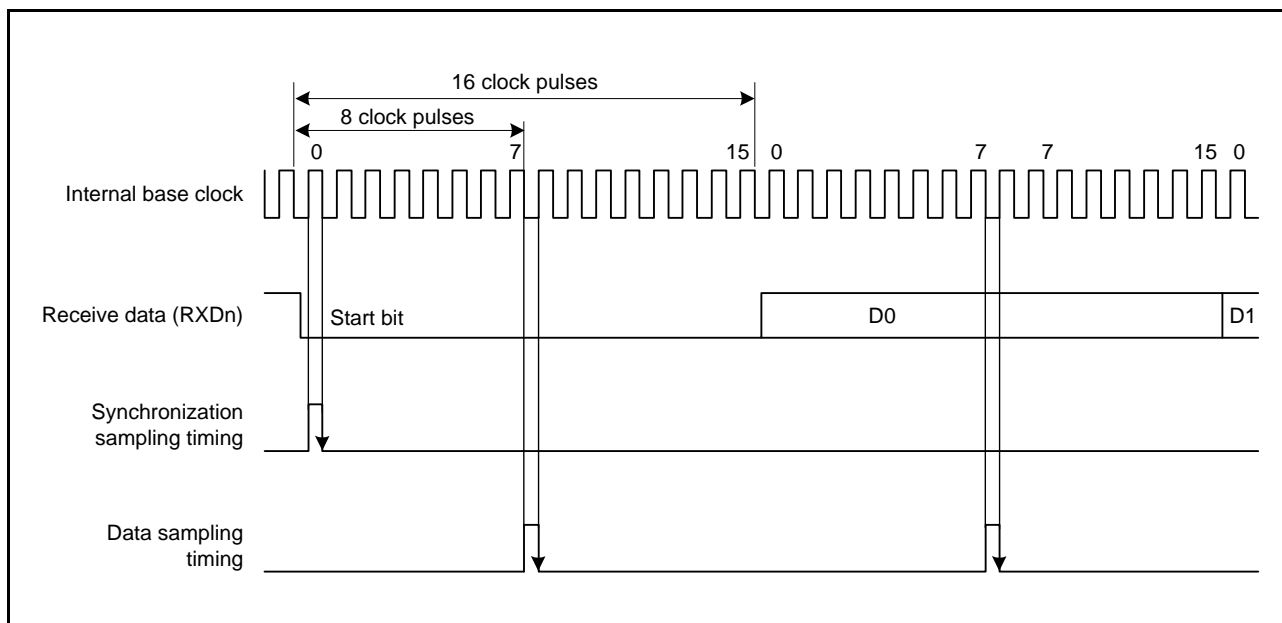 16 clock pulses
8 clock pulses
0 7 15 0 7 7 15 0
Internal base clock
Receive data (RXDn)
Start bit
D0
D1
Synchronization
sampling timing
Data sampling
timing